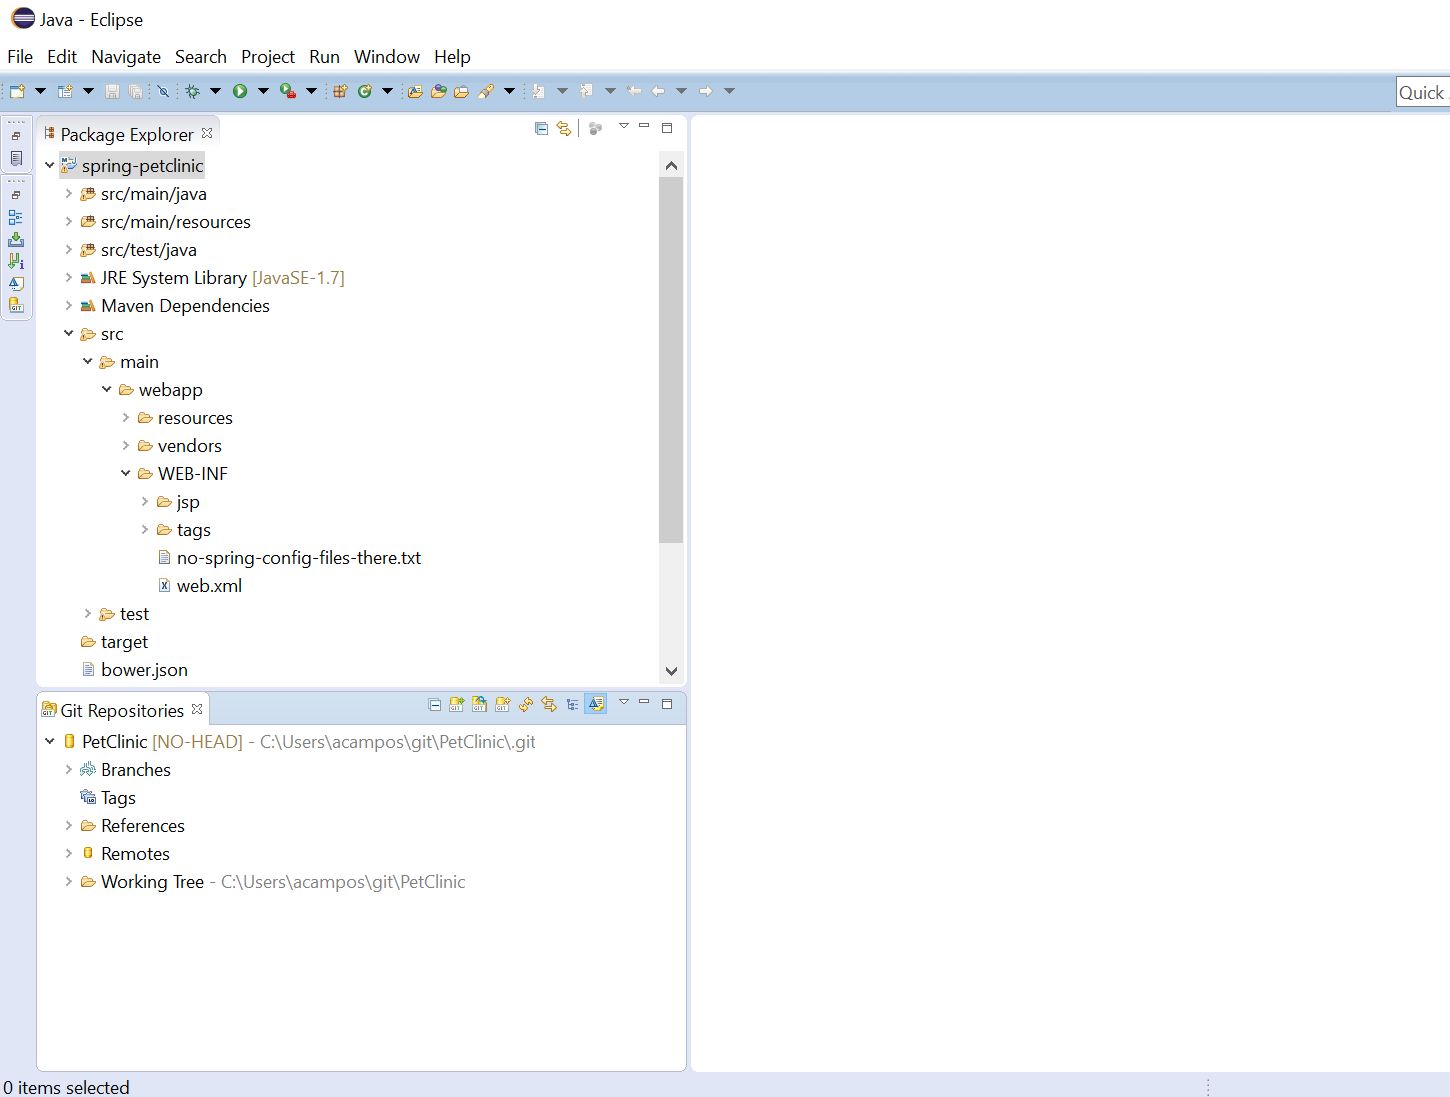 Java - Eclipse
File Edit Navigate Search Project Run Window Help
Quick
Package Explorer
spring-petclinic
src/main/java
src/main/resources
src/test/java
JRE System Library [JavaSE-1.7]
Maven Dependencies
src
main
webapp
resources
vendors
WEB-INF
jsp
tags
no-spring-config-files-there.txt
web.xml
test
target
bower.json
Git Repositories
PetClinic [NO-HEAD] - C:\Users\acampos\git\PetClinic\.git
Branches
Tags
References
Remotes
Working Tree - C:\Users\acampos\git\PetClinic
0 items selected